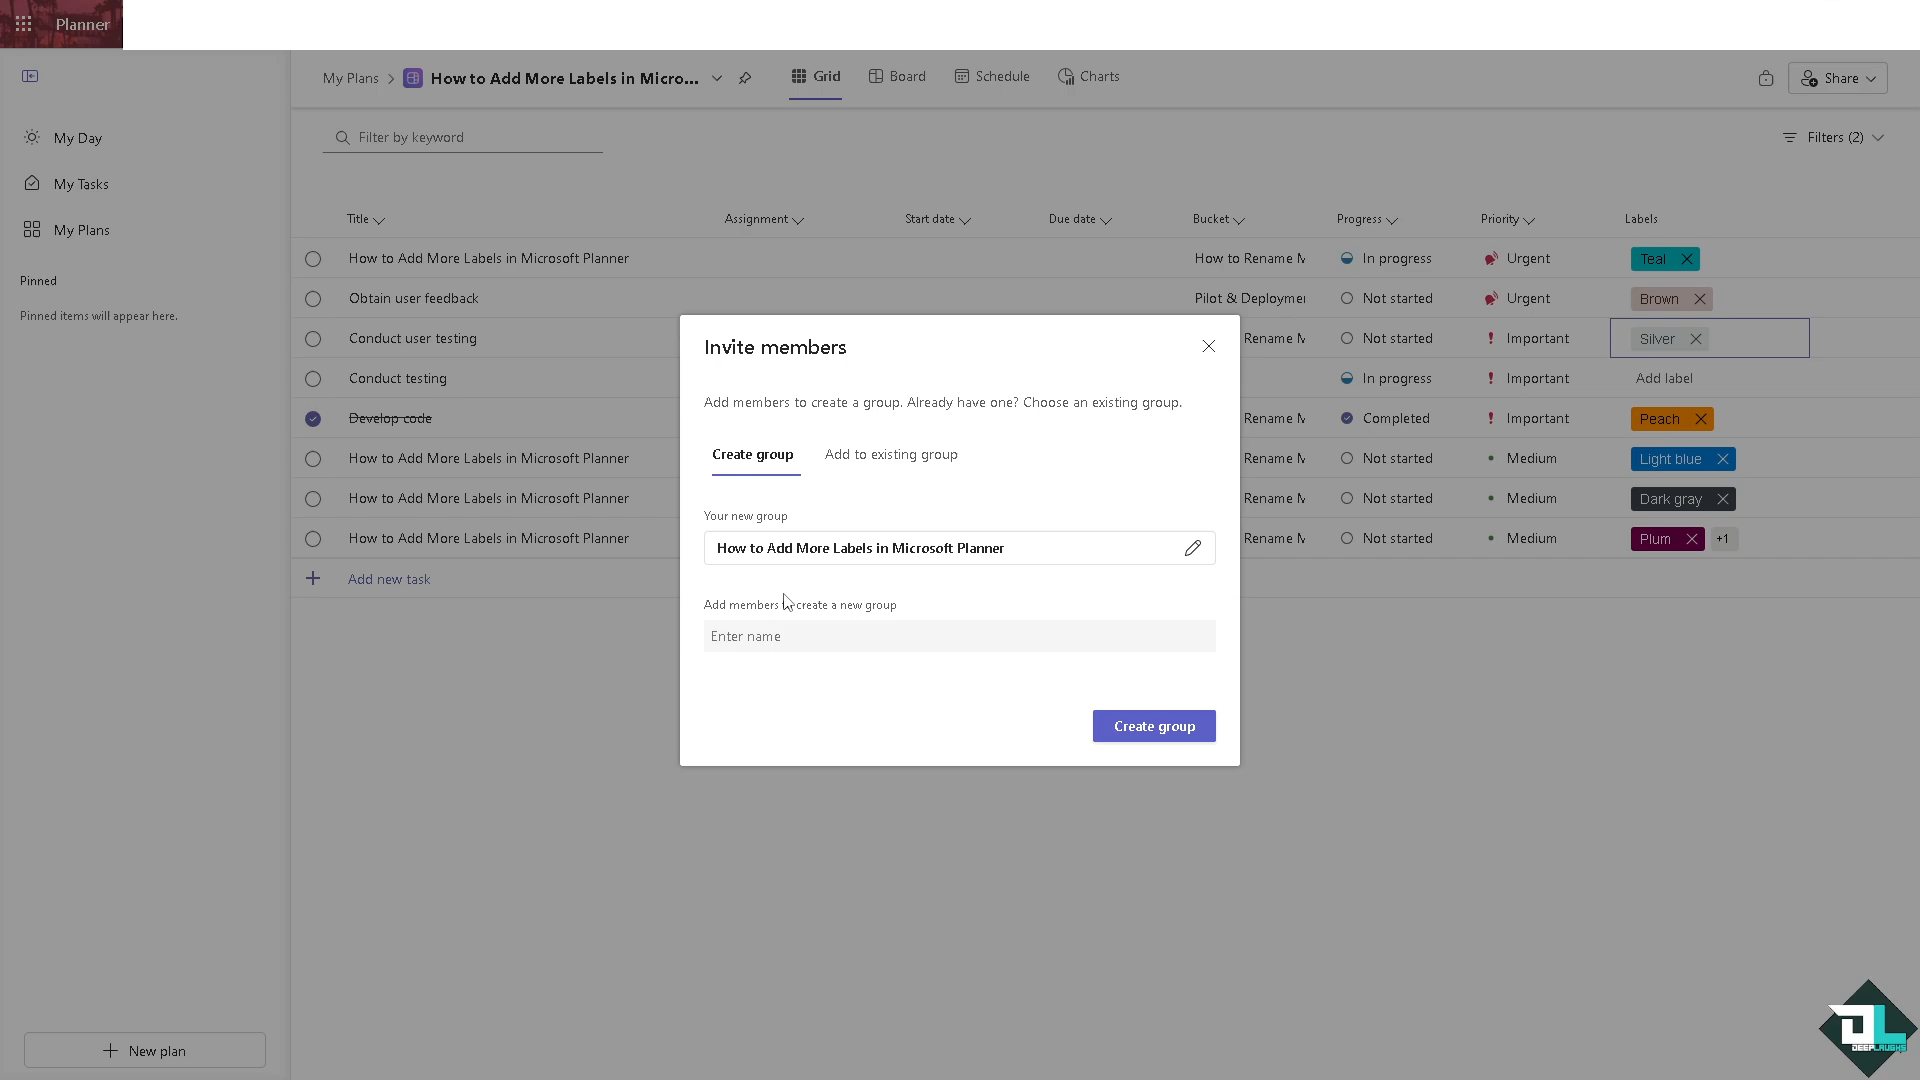 Planner
My Plans
How to Add More Labels in Micro...
Grid
Board
Schedule
Charts
Share
My Day
My Tasks
My Plans
Pinned
Pinned items will appear here.
New plan
Filter by keyword
Filters (2)
Title
Assignment
Start date
Due date
Bucket
Progress
Priority
Labels
How to Add More Labels in Microsoft Planner
How to Rename M
In progress
Urgent
Teal
Obtain user feedback
Pilot & Deploymen
Not started
Urgent
Brown
Conduct user testing
Rename M
Not started
Important
Silver
Conduct testing
In progress
Important
Add label
Develop code
Rename M
Completed
Important
Peach
How to Add More Labels in Microsoft Planner
Rename M
Not started
Medium
Light blue
How to Add More Labels in Microsoft Planner
Rename M
Not started
Medium
Dark gray
How to Add More Labels in Microsoft Planner
Rename M
Not started
Medium
Plum
+1
Add new task
Invite members
Add members to create a group. Already have one? Choose an existing group.
Create group
Add to existing group
Your new group
How to Add More Labels in Microsoft Planner
Add members create a new group
Enter name
Create group
DL
DEEPLAUGHS